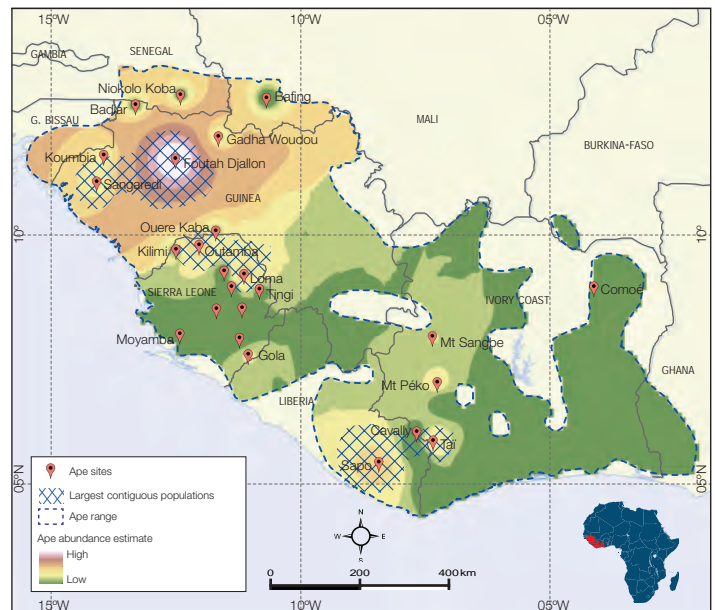 15°W
10°W
05°W
SENEGAL
GAMBIA
Niokolo Koba
Bafing
Badiar
G. BISSAU
MALI
Gadha Woudou
BURKINA-FASO
Koumbia
Foutah Djallon
Sangaredi
GUINEA
Ouere Kaba
10°
10°
Kilimi
Outamba
Loma
Tingi
SIERRA LEONE
IVORY COAST
Comoé
Moyamba
Mt Sangbe
Gola
GHANA
Mt Péko
LIBERIA
Cavally
Taï
Sapo
05°N
05°N
Ape sites
Largest contiguous populations
Ape range
Ape abundance estimate
High
Low
N
W
E
S
0
200
400km
15°W
10°W
05°W